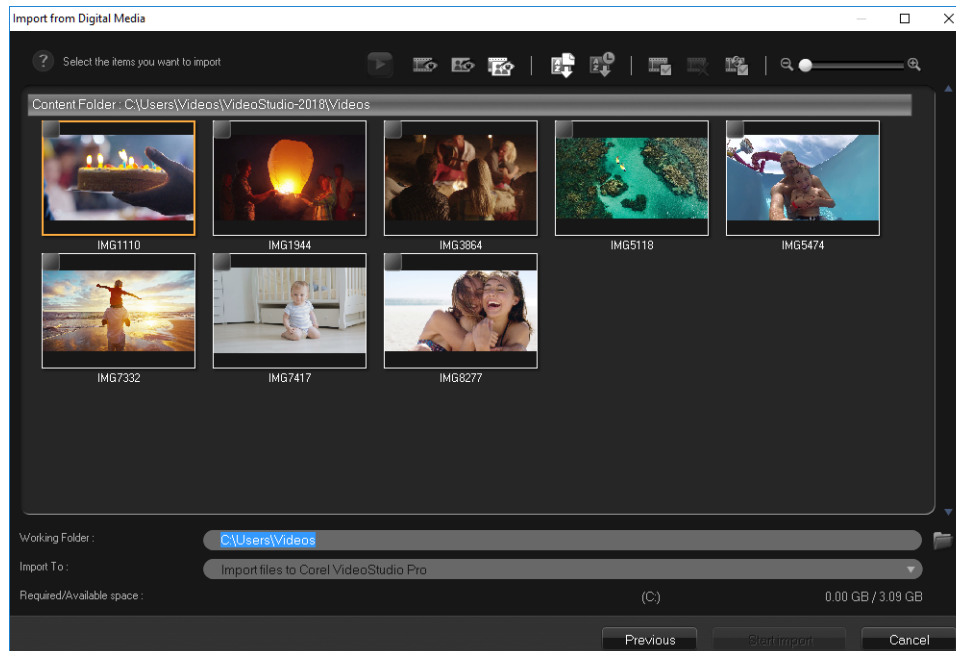 Import from Digital Media
? Select the items you want to import
Content Folder : C:\Users\Videos\VideoStudio-2018\Videos
IMG1110 IMG1944 IMG3864 IMG5118 IMG5474
IMG7332 IMG7417 IMG8277
Working Folder : C:\Users\Videos
Import To : Import files to Corel VideoStudio Pro
Required/Available space : (C:) 0.00 GB / 3.09 GB
Previous Start import Cancel